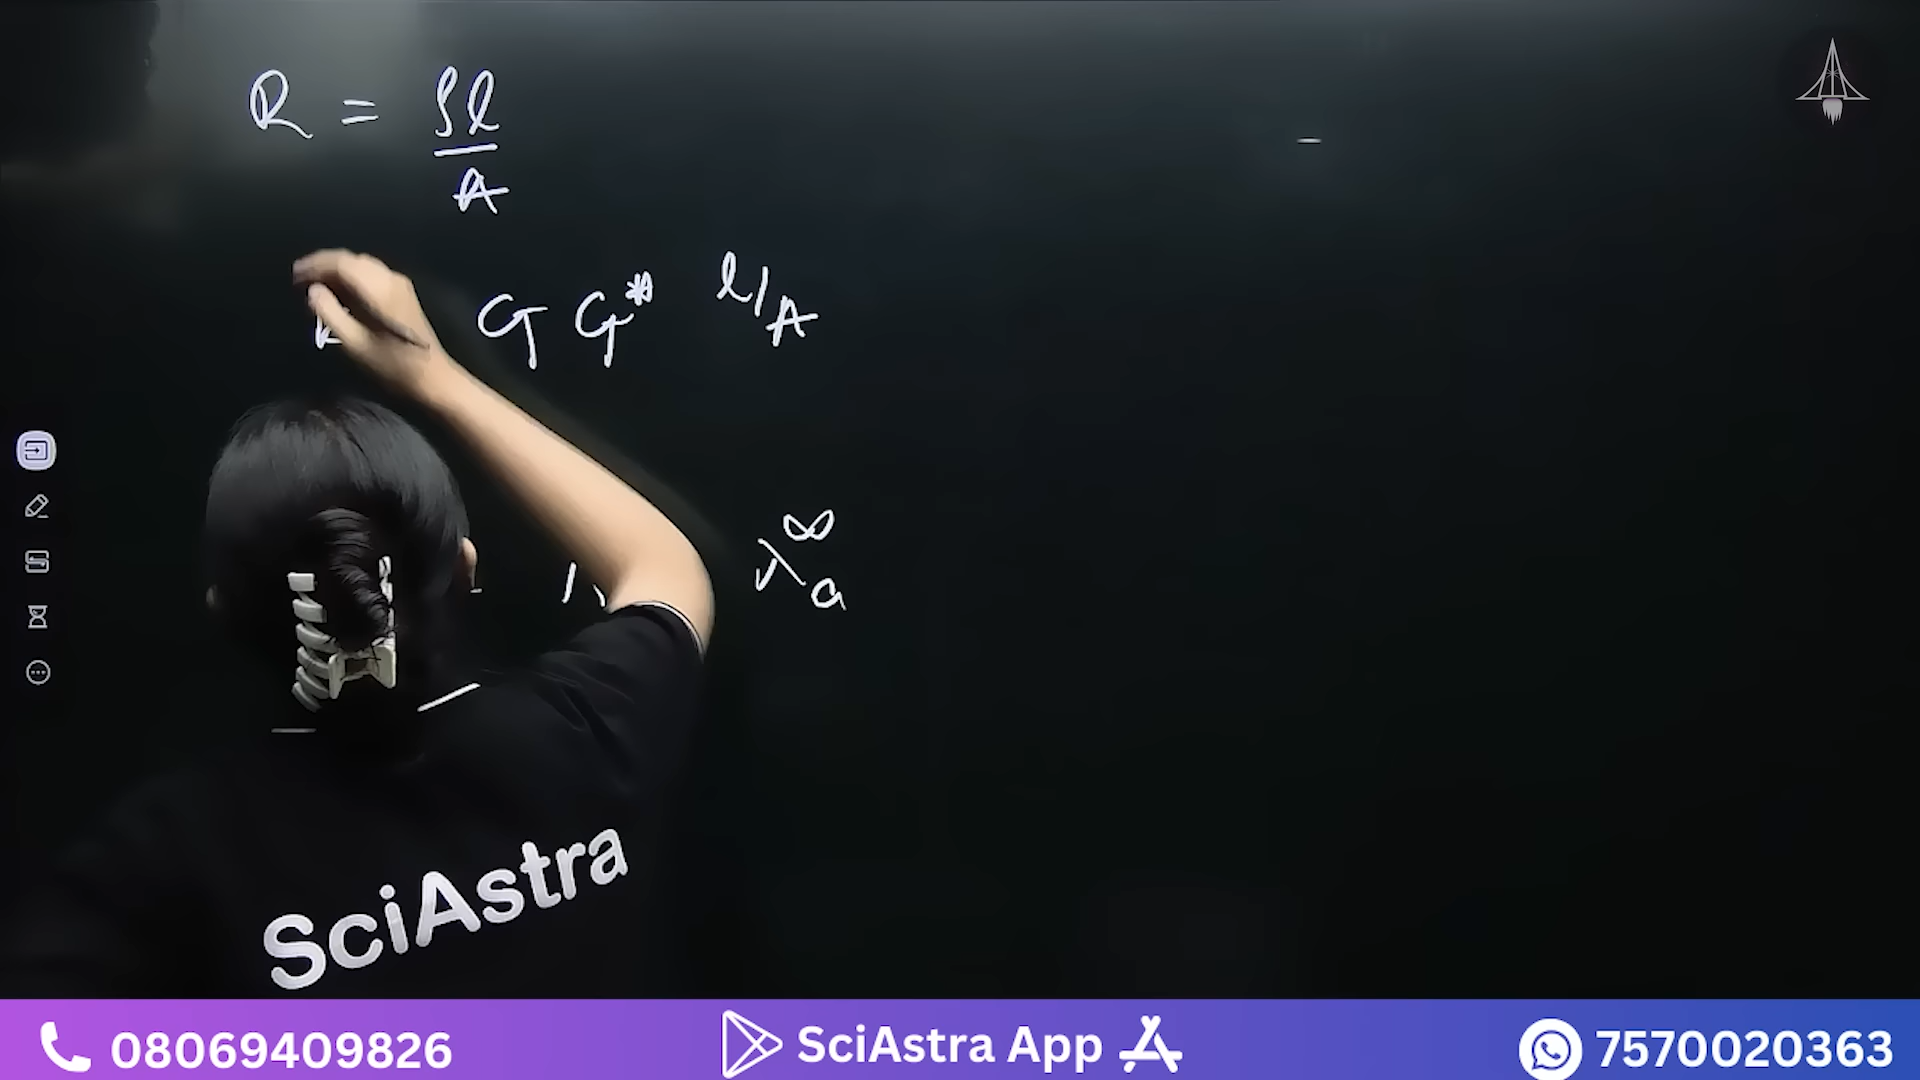 R = ρl
A
G G* l/A
λ∞a
SciAstra
08069409826 SciAstra App 7570020363